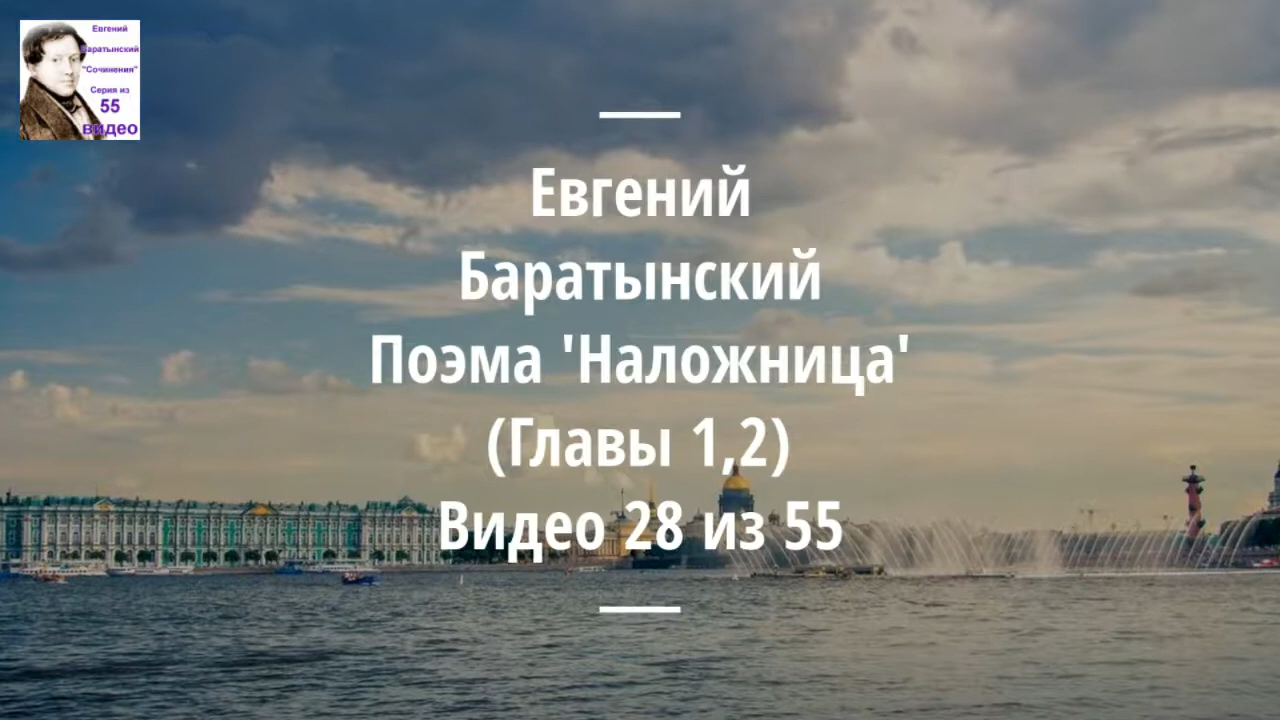 Евгений
Баратынский
"Сочинения"
Серия из
55
видео
Евгений
Баратынский
Поэма 'Наложница'
(Главы 1,2)
Видео 28 из 55